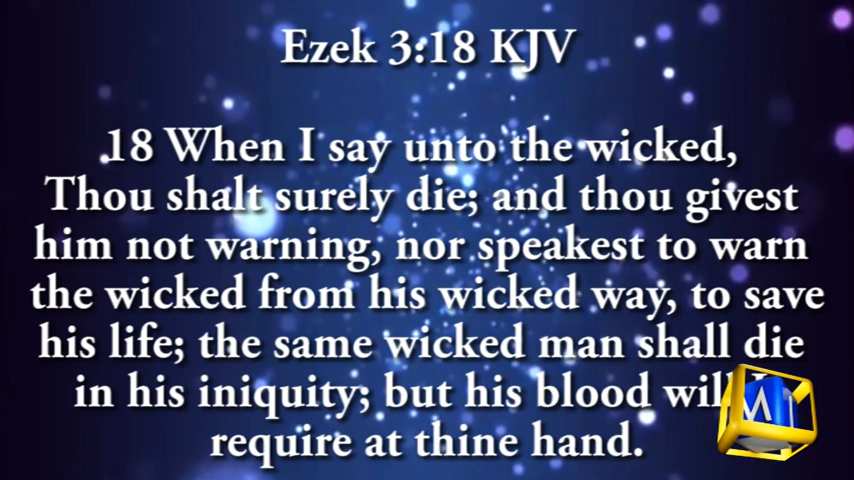 Ezek 3:18 KJV
18 When I say unto the wicked,
Thou shalt surely die; and thou givest
him not warning, nor speakest to warn
the wicked from his wicked way, to save
his life; the same wicked man shall die
in his iniquity; but his blood will I
require at thine hand.